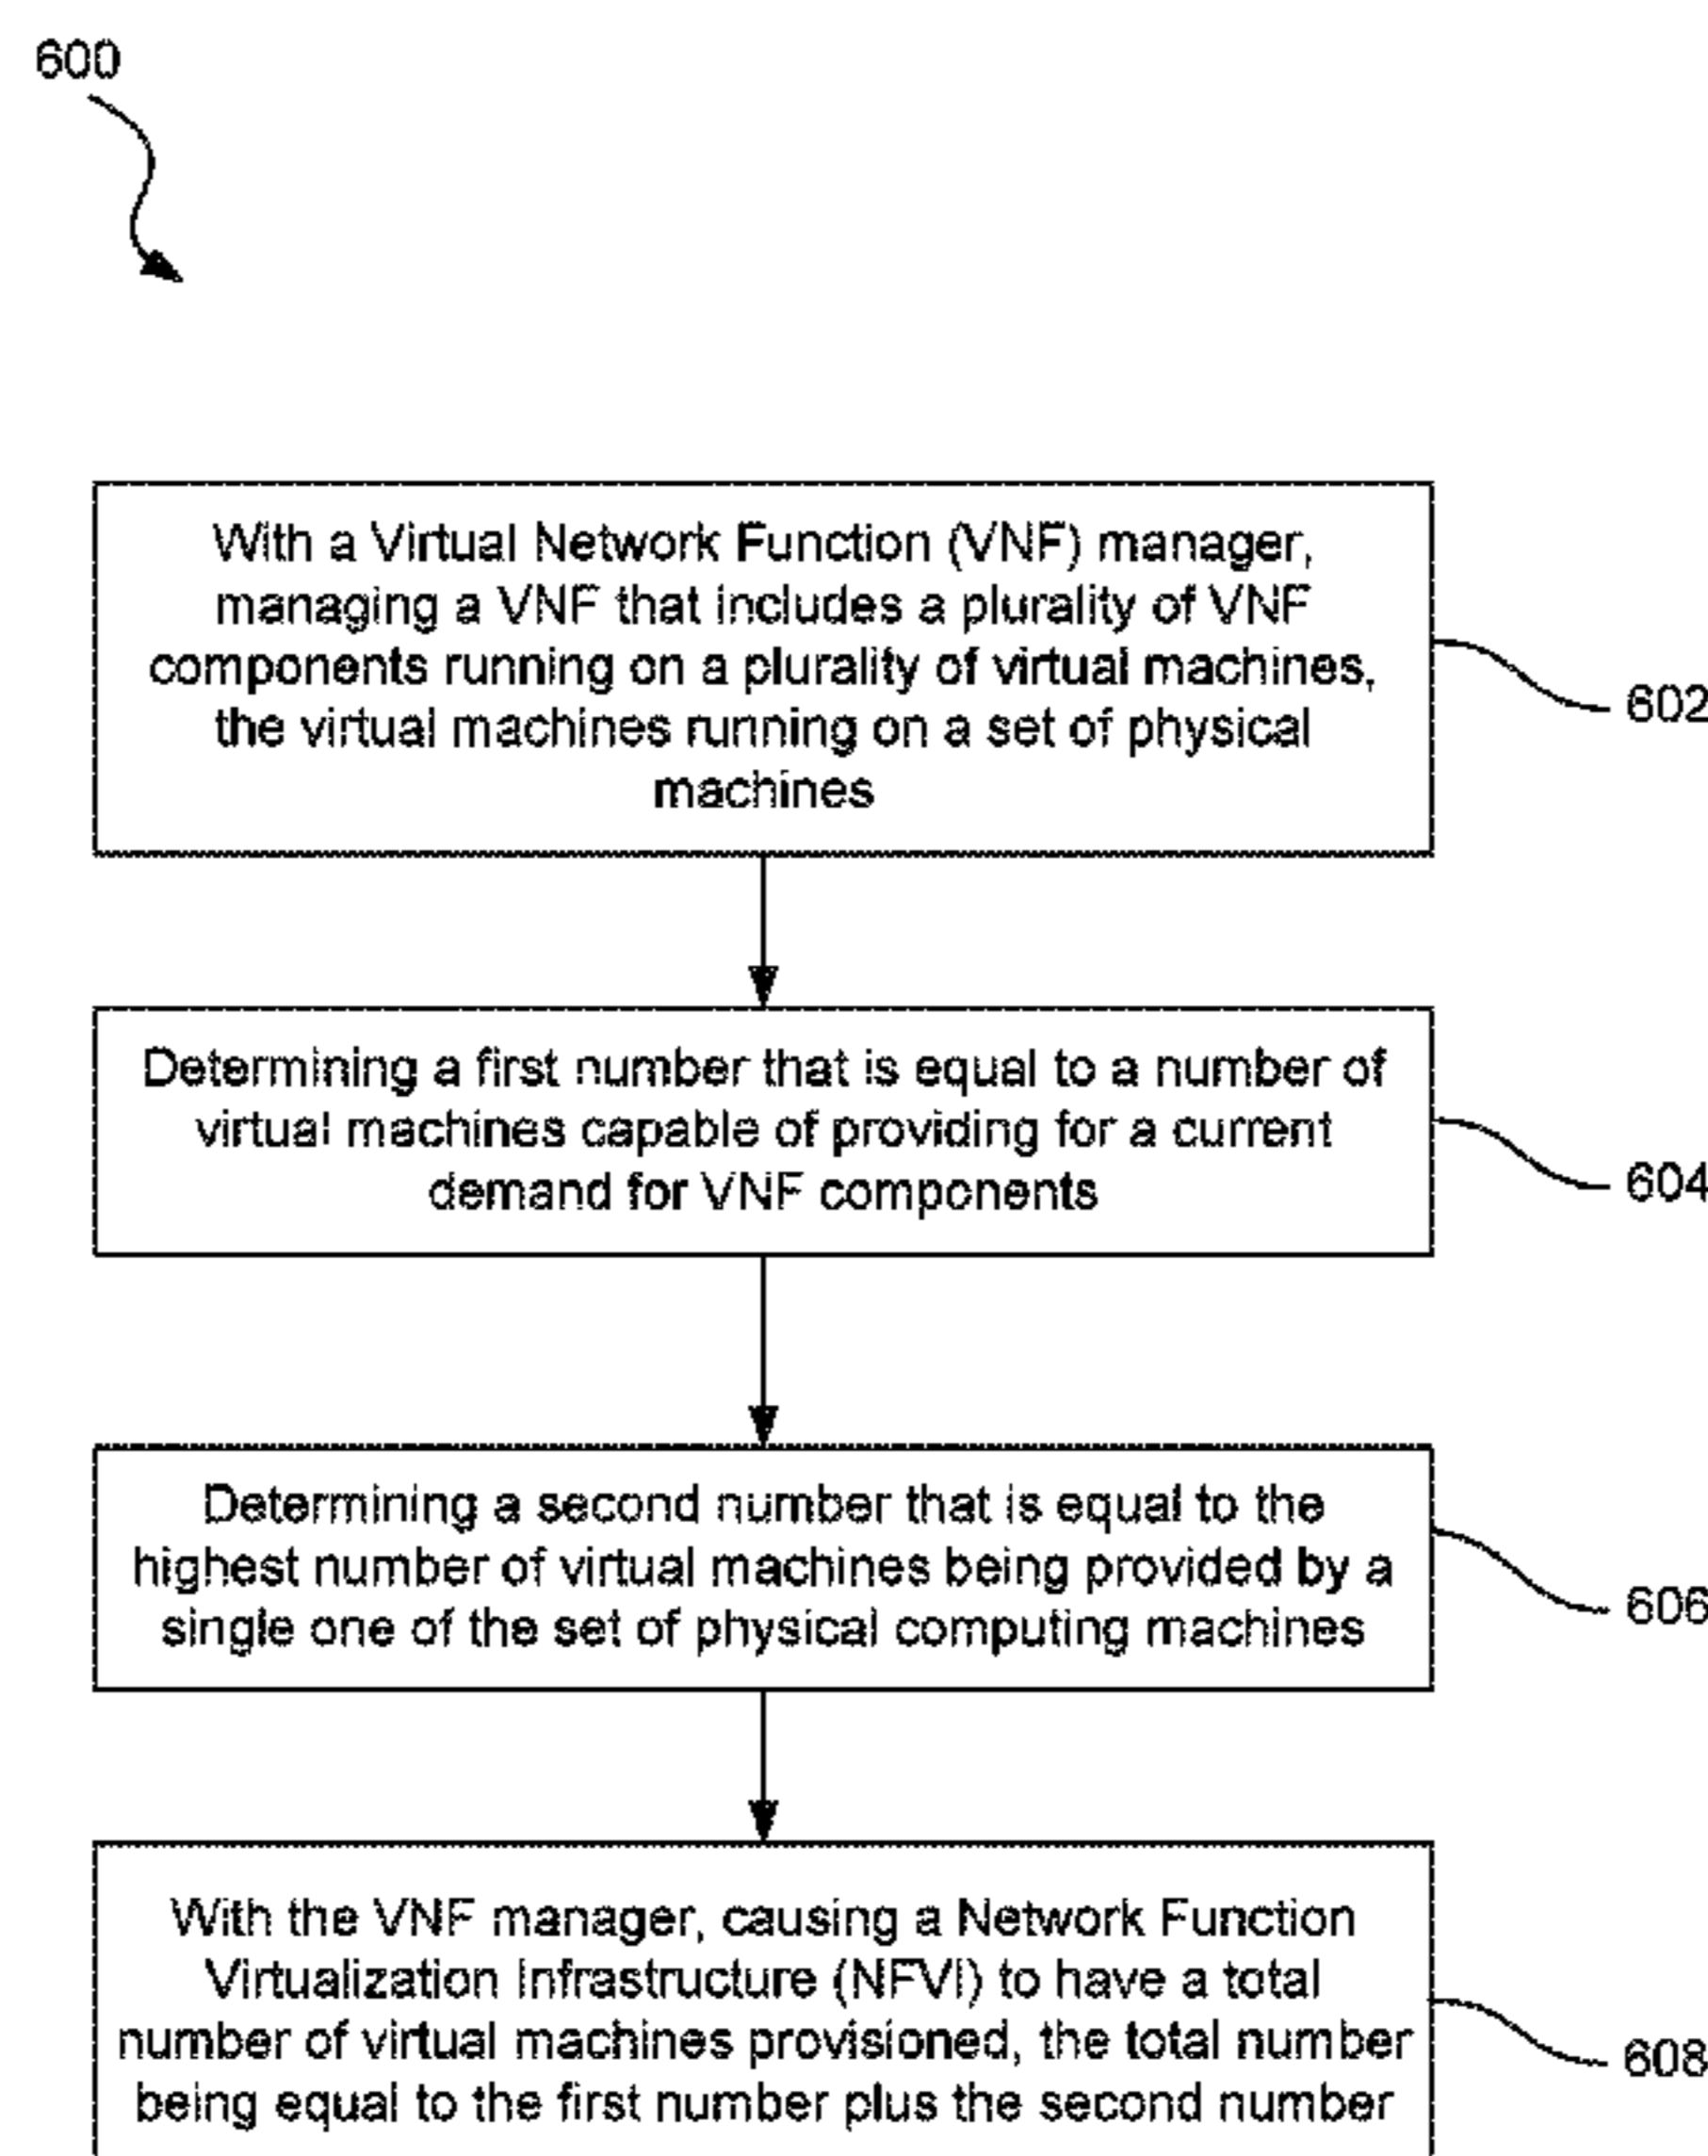 600
With a Virtual Network Function (VNF) manager,
managing a VNF that includes a plurality of VNF
components running on a plurality of virtual machines,
the virtual machines running on a set of physical
machines
602
Determining a first number that is equal to a number of
virtual machines capable of providing for a current
demand for VNF components
604
Determining a second number that is equal to the
highest number of virtual machines being provided by a
single one of the set of physical computing machines
606
With the VNF manager, causing a Network Function
Virtualization Infrastructure (NFVI) to have a total
number of virtual machines provisioned, the total number
being equal to the first number plus the second number
608